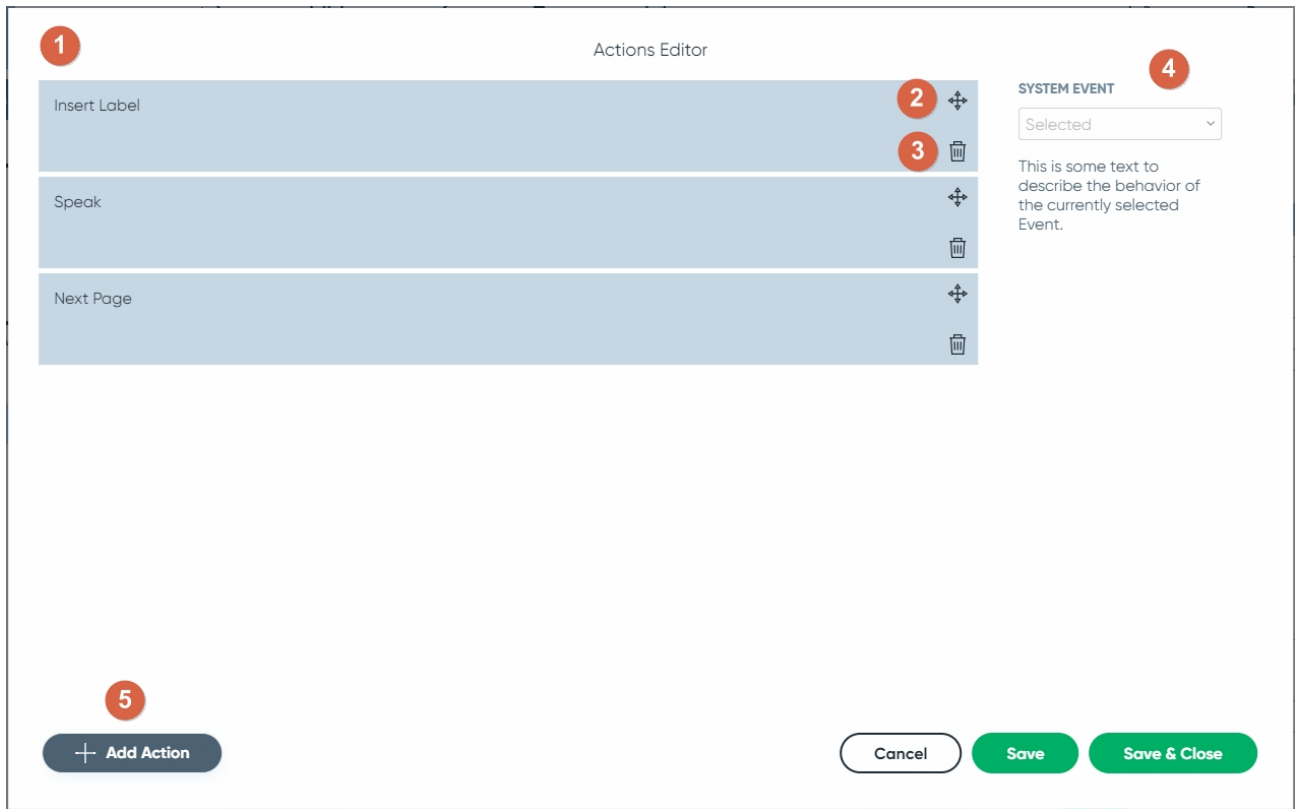 1
Actions Editor
Insert Label
2
3
Speak
Next Page
4
SYSTEM EVENT
Selected
This is some text to
describe the behavior of
the currently selected
Event.
5
Add Action
Cancel
Save
Save & Close